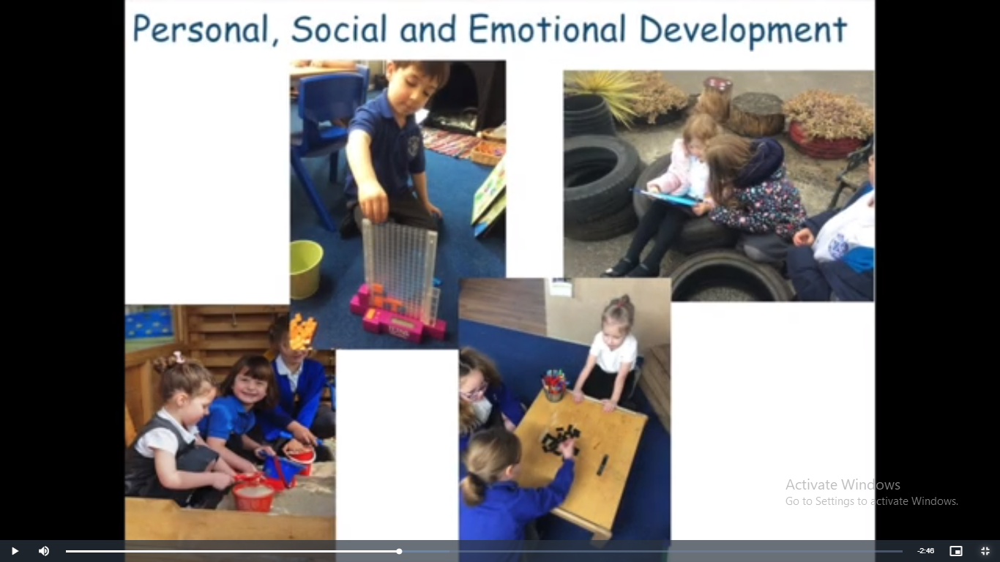 Personal, Social and Emotional Development
Activate Windows
Go to Settings to activate Windows.
-2:46